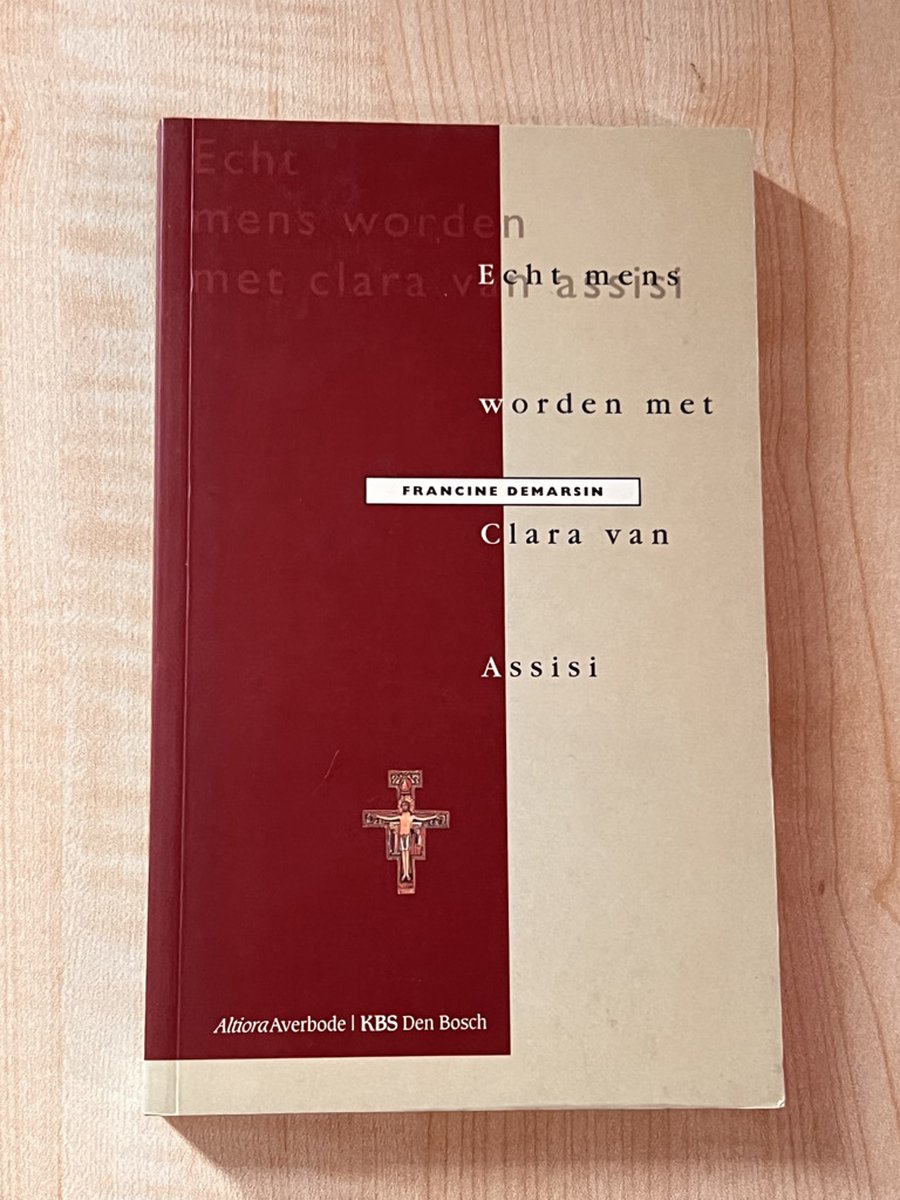 Echt
mens worden
met clara van assisi
Echt mens
worden met
FRANCINE DEMARSIN
Clara van
Assisi
AltioraAverbode | KBS Den Bosch